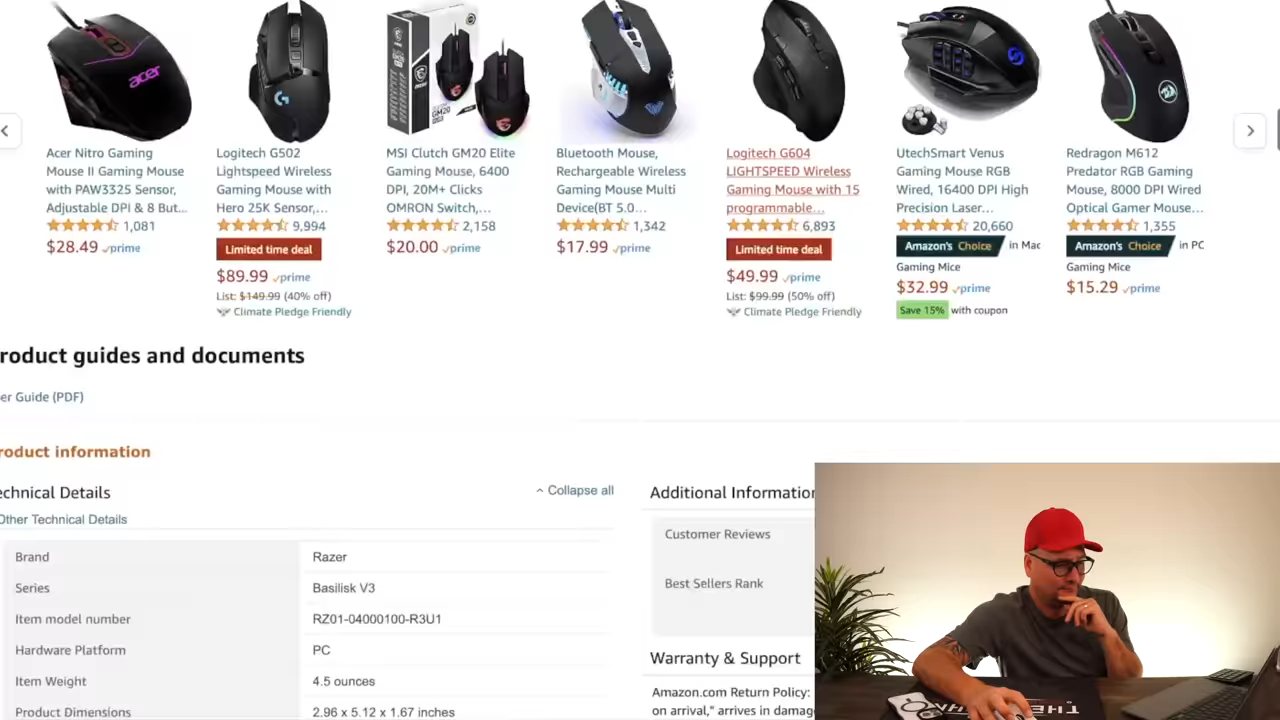 acer
Acer Nitro Gaming
Mouse II Gaming Mouse
with PAW3325 Sensor,
Adjustable DPI & 8 But...
1,081
$28.49 prime
Logitech G502
Lightspeed Wireless
Gaming Mouse with
Hero 25K Sensor,...
9,994
Limited time deal
$89.99 prime
List: $149.99 (40% off)
Climate Pledge Friendly
MSI Clutch GM20 Elite
Gaming Mouse, 6400
DPI, 20M+ Clicks
OMRON Switch,...
2,158
$20.00 prime
Bluetooth Mouse,
Rechargeable Wireless
Gaming Mouse Multi
Device(BT 5.0...
1,342
$17.99 prime
Logitech G604
LIGHTSPEED Wireless
Gaming Mouse with 15
programmable...
6,893
Limited time deal
$49.99 prime
List: $99.99 (50% off)
Climate Pledge Friendly
UtechSmart Venus
Gaming Mouse RGB
Wired, 16400 DPI High
Precision Laser...
20,660
Amazon's Choice in Mac
Gaming Mice
$32.99 prime
Save 15% with coupon
Redragon M612
Predator RGB Gaming
Mouse, 8000 DPI Wired
Optical Gamer Mouse...
1,355
Amazon's Choice in PC
Gaming Mice
$15.29 prime
roduct guides and documents
er Guide (PDF)
roduct information
echnical Details
Collapse all
Other Technical Details
Brand Razer
Series Basilisk V3
Item model number RZ01-04000100-R3U1
Hardware Platform PC
Item Weight 4.5 ounces
Product Dimensions 2.96 x 5.12 x 1.67 inches
Additional Information
Customer Reviews
Best Sellers Rank
Warranty & Support
Amazon.com Return Policy:
on arrival," arrives in damag